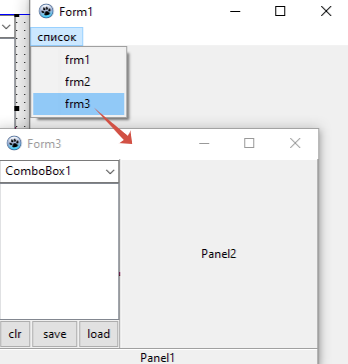 Form1
список
frm1
frm2
frm3
Form3
ComboBox1
Panel2
clr save load
Panel1